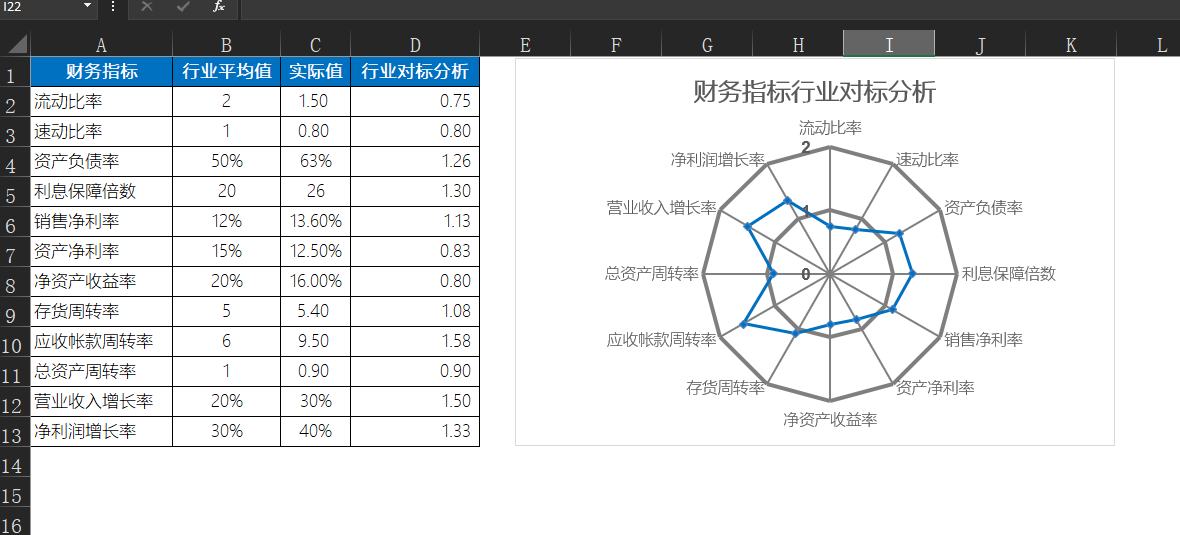 I22 fx
A B C D E F G H I J K L
1 财务指标 行业平均值 实际值 行业对标分析
2 流动比率 2 1.50 0.75
3 速动比率 1 0.80 0.80
4 资产负债率 50% 63% 1.26
5 利息保障倍数 20 26 1.30
6 销售净利率 12% 13.60% 1.13
7 资产净利率 15% 12.50% 0.83
8 净资产收益率 20% 16.00% 0.80
9 存货周转率 5 5.40 1.08
10 应收帐款周转率 6 9.50 1.58
11 总资产周转率 1 0.90 0.90
12 营业收入增长率 20% 30% 1.50
13 净利润增长率 30% 40% 1.33
14
15
16
财务指标行业对标分析
流动比率
2
净利润增长率 速动比率
营业收入增长率 1 资产负债率
总资产周转率 0 利息保障倍数
应收帐款周转率 销售净利率
存货周转率 资产净利率
净资产收益率